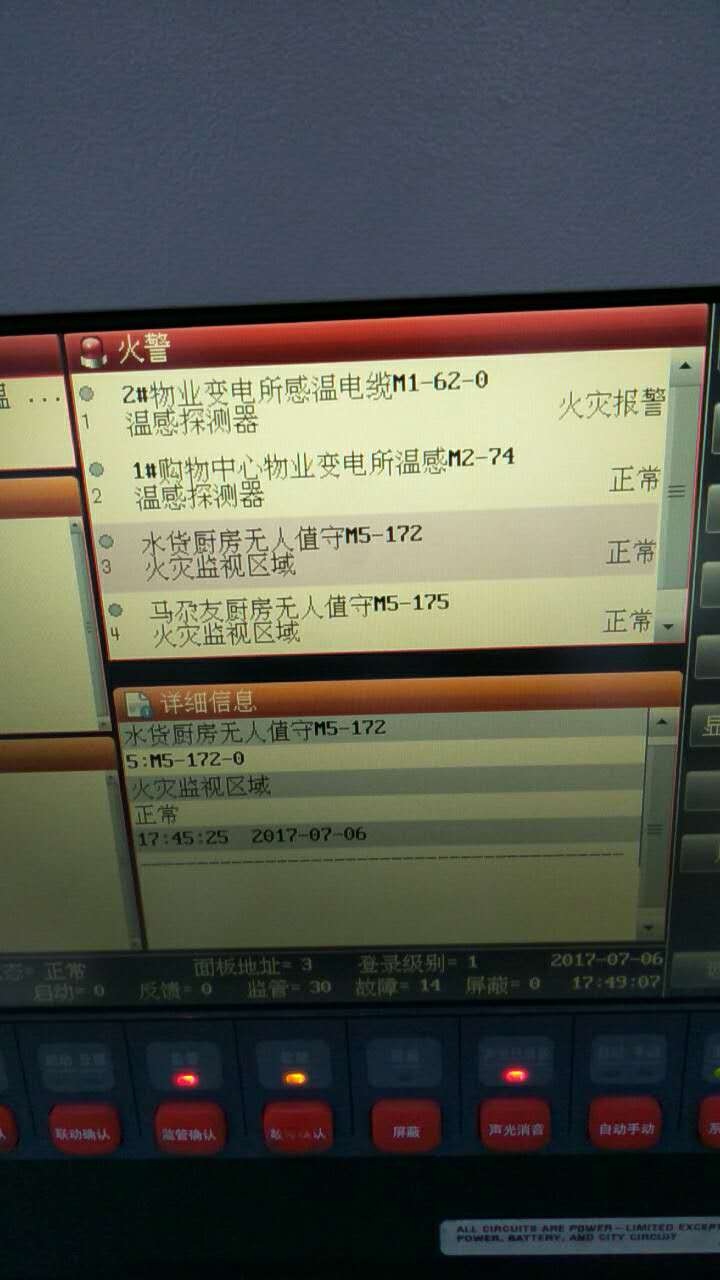 火警
温 ...
1
2#物业变电所感温电缆M1-62-0
温感探测器
火灾报警
2
1#购物中心物业变电所温感M2-74
温感探测器
正常
3
水货厨房无人值守M5-172
火灾监视区域
正常
4
马尕友厨房无人值守M5-175
火灾监视区域
正常
详细信息
水货厨房无人值守M5-172
5:M5-172-0
火灾监视区域
正常
17:45:25 2017-07-06
态= 正常 面板地址= 3 登录级别= 1 2017-07-06
启动= 0 反馈= 0 监管= 30 故障= 14 屏蔽= 0 17:49:07
联动确认 监管确认 屏蔽 声光消音 自动手动 系
ALL CIRCUITS ARE POWER-LIMITED EXCEPT
POWER, BATTERY, AND CITY CIRCUIT